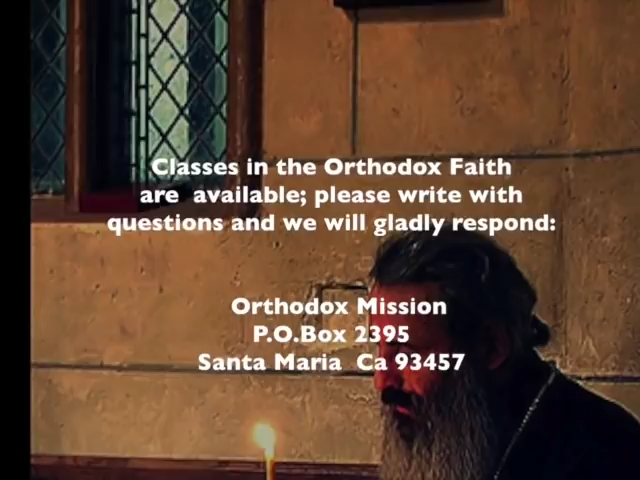 Classes in the Orthodox Faith
are available; please write with
questions and we will gladly respond:
Orthodox Mission
P.O.Box 2395
Santa Maria Ca 93457